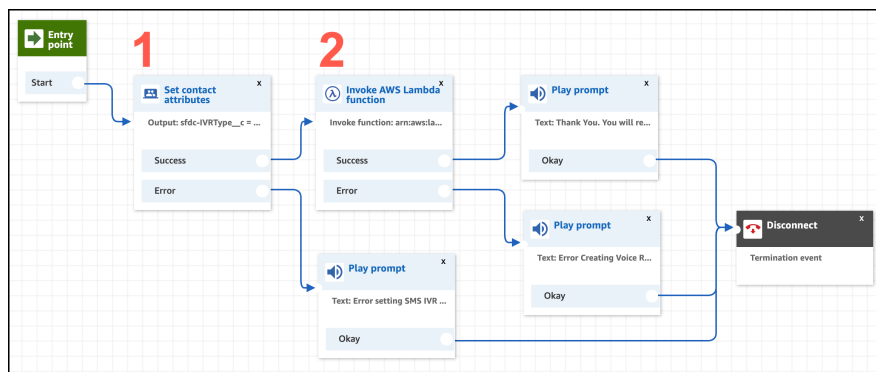 Entry
point
Start
1
2
Set contact
attributes
x
Output: sfdc-IVRType__c = ...
Success
Error
Invoke AWS Lambda
function
x
Invoke function: arn:aws:la...
Success
Error
Play prompt
x
Text: Thank You. You will re...
Okay
Play prompt
x
Text: Error Creating Voice R...
Okay
Play prompt
x
Text: Error setting SMS IVR ...
Okay
Disconnect
x
Termination event